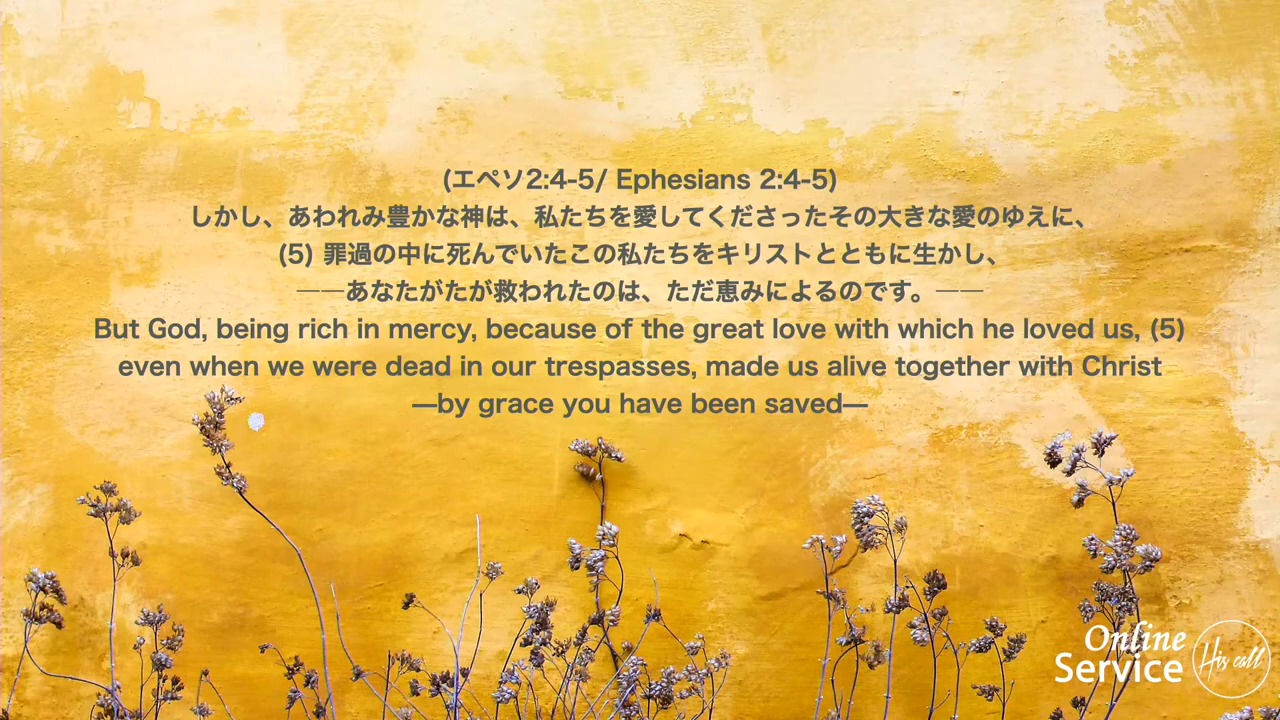 (エペソ2:4-5/ Ephesians 2:4-5)
しかし、あわれみ豊かな神は、私たちを愛してくださったその大きな愛のゆえに、
(5) 罪過の中に死んでいたこの私たちをキリストとともに生かし、
──あなたがたが救われたのは、ただ恵みによるのです。──
But God, being rich in mercy, because of the great love with which he loved us, (5)
even when we were dead in our trespasses, made us alive together with Christ
—by grace you have been saved—
Online
Service
His call